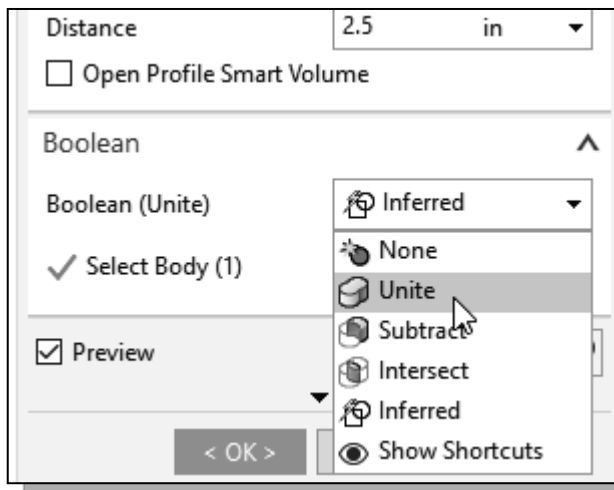 Distance 2.5 in
Open Profile Smart Volume
Boolean
Boolean (Unite) Inferred
None
Select Body (1)
Unite
Subtract
Preview
Intersect
Inferred
< OK > Show Shortcuts